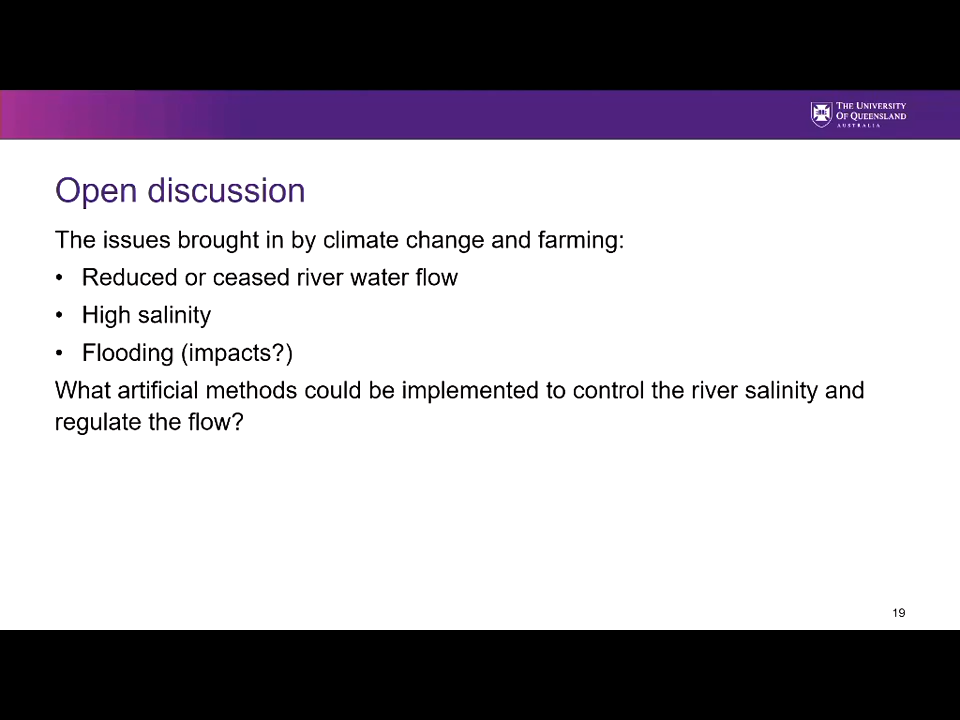 THE UNIVERSITY
OF QUEENSLAND
AUSTRALIA
Open discussion
The issues brought in by climate change and farming:
• Reduced or ceased river water flow
• High salinity
• Flooding (impacts?)
What artificial methods could be implemented to control the river salinity and
regulate the flow?
19